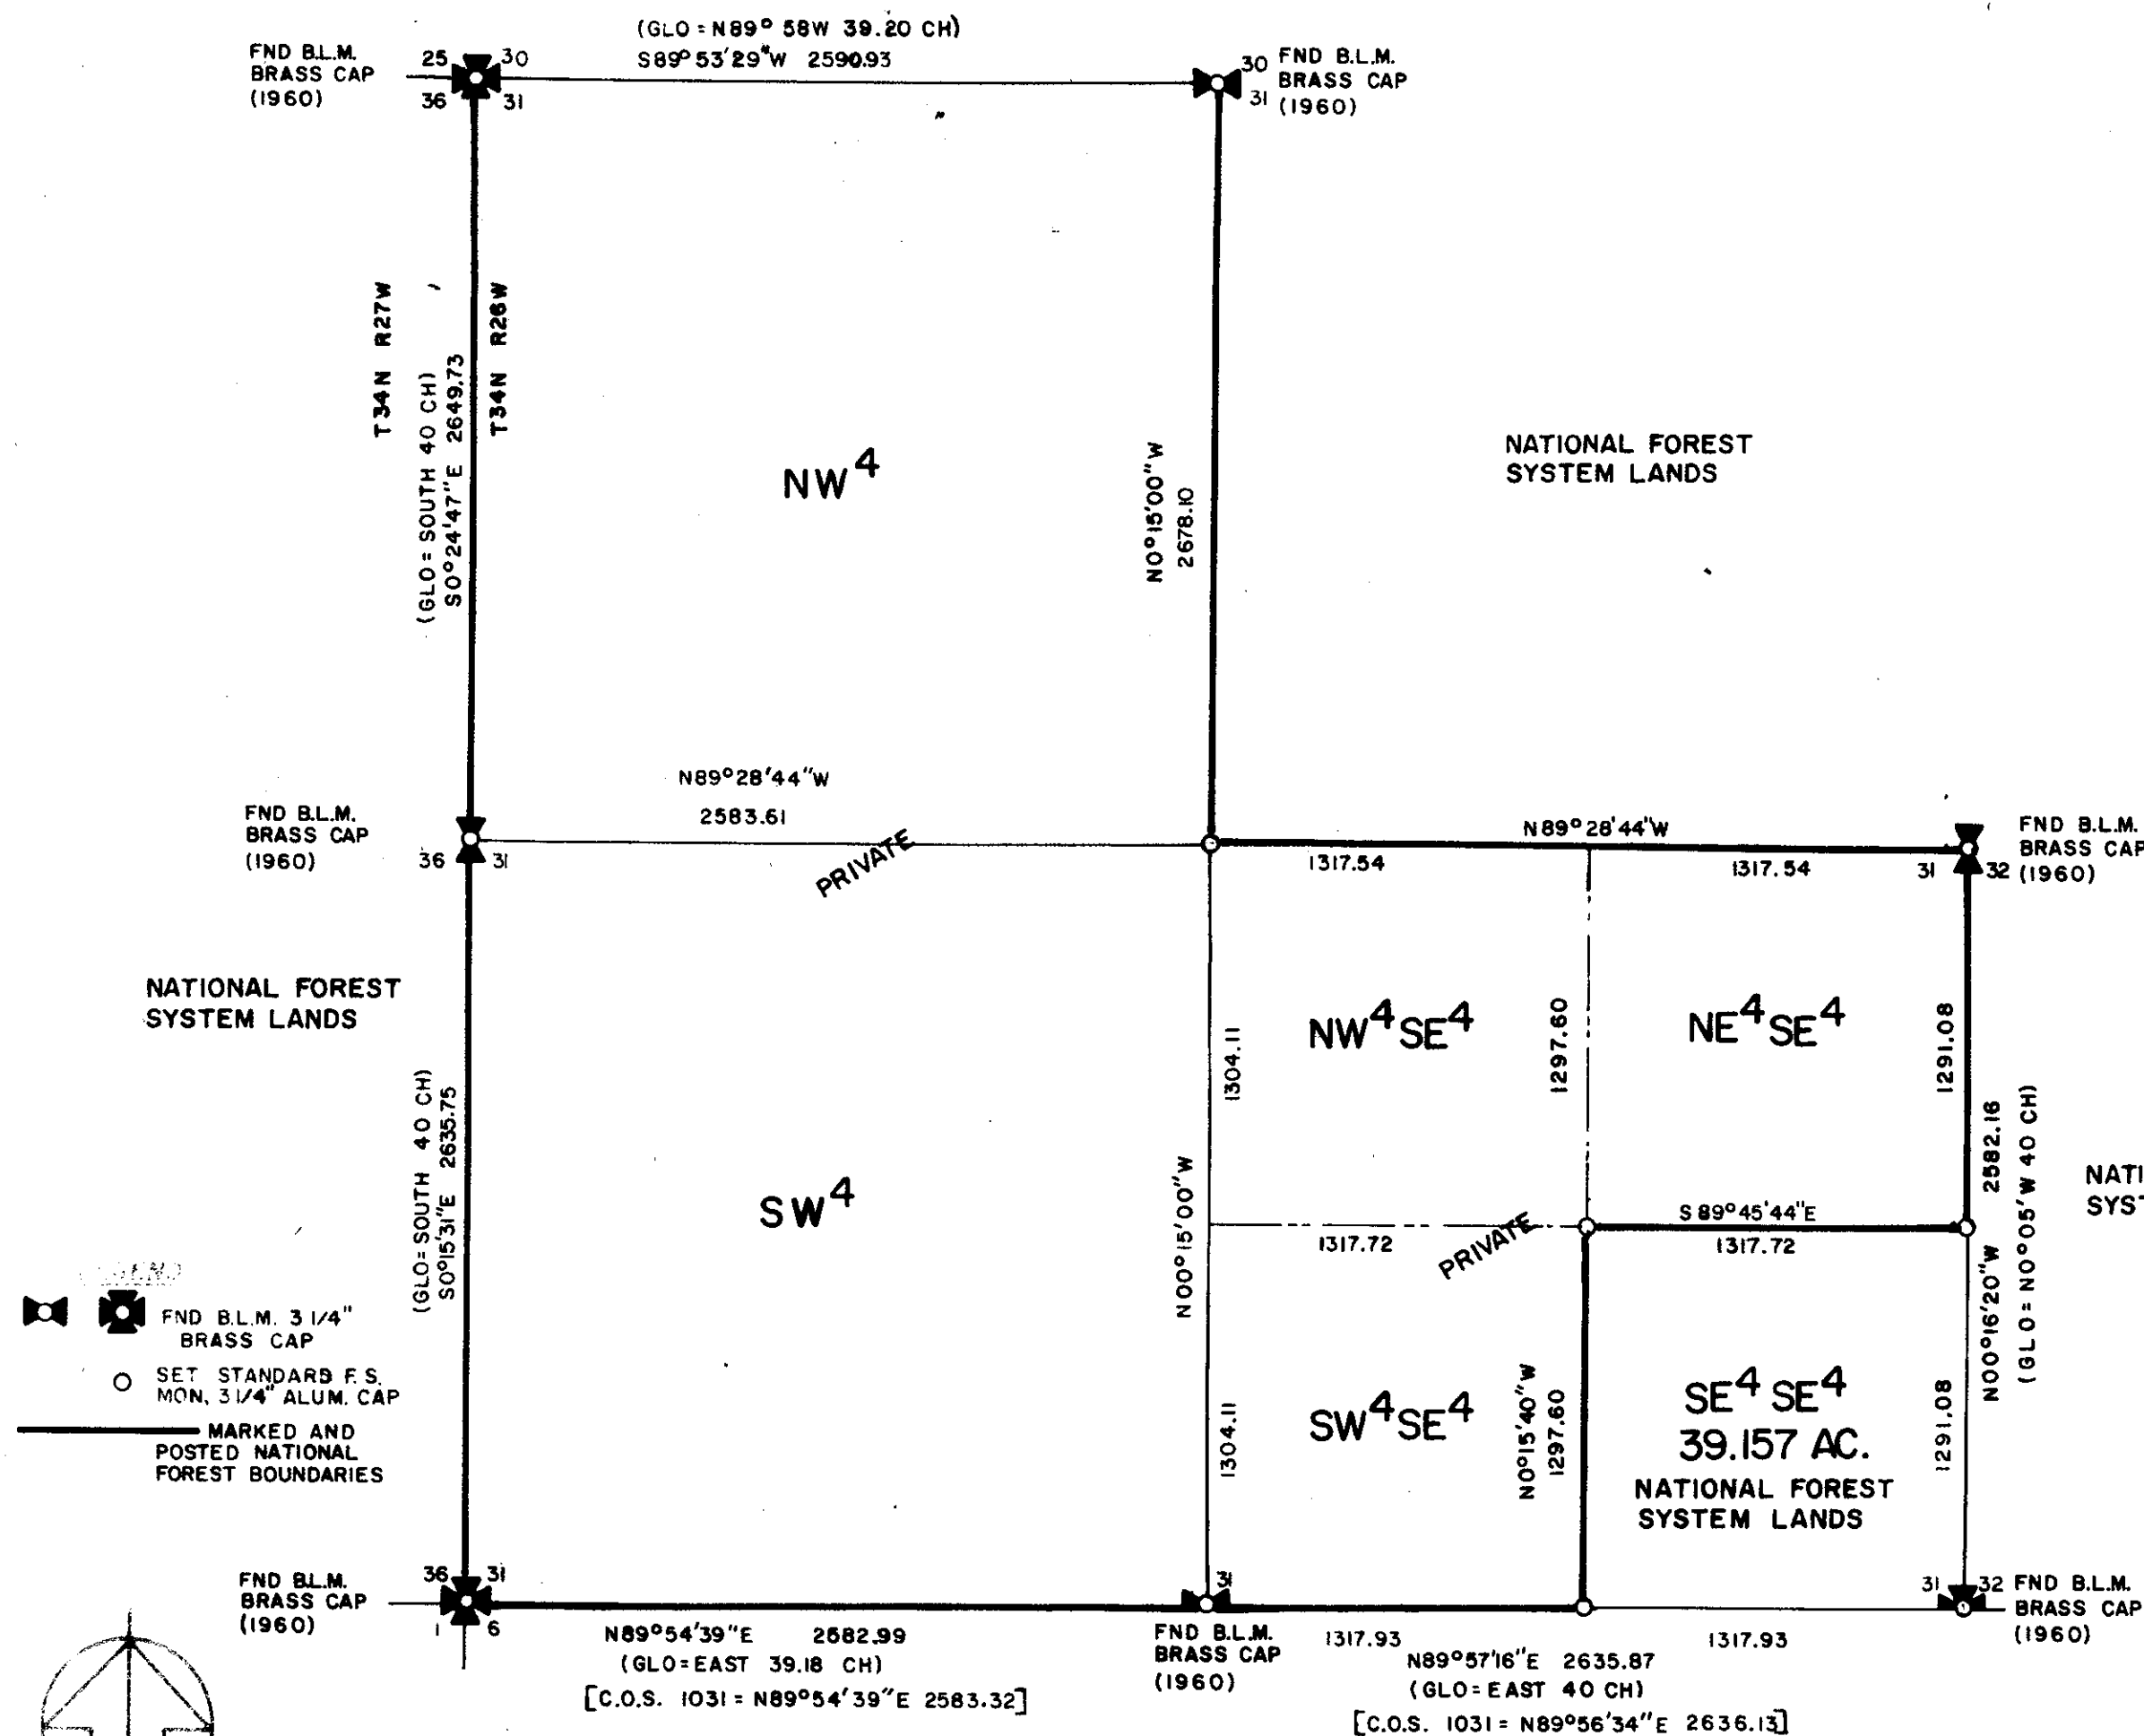 (GLO = N89° 58W 39.20 CH)
S89° 53'29"W 2590.93
FND B.L.M.
BRASS CAP
(1960)
25 30
36 31
30
31
FND B.L.M.
BRASS CAP
(1960)
T34N R27W
T34N R26W
(GLO = SOUTH 40 CH)
S0°24'47"E 2649.73
NW4
N0°15'00"W
2678.10
NATIONAL FOREST
SYSTEM LANDS
N89°28'44"W
2583.61
PRIVATE
FND B.L.M.
BRASS CAP
(1960)
36 31
N89°28'44"W
1317.54
1317.54
31 32
FND B.L.M.
BRASS CAP
(1960)
NATIONAL FOREST
SYSTEM LANDS
(GLO=SOUTH 40 CH)
S0°15'31"E 2635.75
SW4
1304.11
N00°15'00"W
1304.11
NW4SE4
1297.60
NE4SE4
1291.08
2582.16
N00°16'20"W
(GLO= N0°05'W 40 CH)
NATI
SYS
S89°45'44"E
1317.72
1317.72
PRIVATE
SW4SE4
N0°15'40"W
1297.60
SE4 SE4
39.157 AC.
NATIONAL FOREST
SYSTEM LANDS
1291.08
LEGEND
FND B.L.M. 3 1/4"
BRASS CAP
SET STANDARD F.S.
MON, 3 1/4" ALUM. CAP
MARKED AND
POSTED NATIONAL
FOREST BOUNDARIES
FND B.L.M.
BRASS CAP
(1960)
36 31
1 6
N89°54'39"E 2582.99
(GLO=EAST 39.18 CH)
[C.O.S. 1031 = N89°54'39"E 2583.32]
31
FND B.L.M.
BRASS CAP
(1960)
1317.93
1317.93
N89°57'16"E 2635.87
(GLO=EAST 40 CH)
[C.O.S. 1031 = N89°56'34"E 2636.13]
31 32
FND B.L.M.
BRASS CAP
(1960)